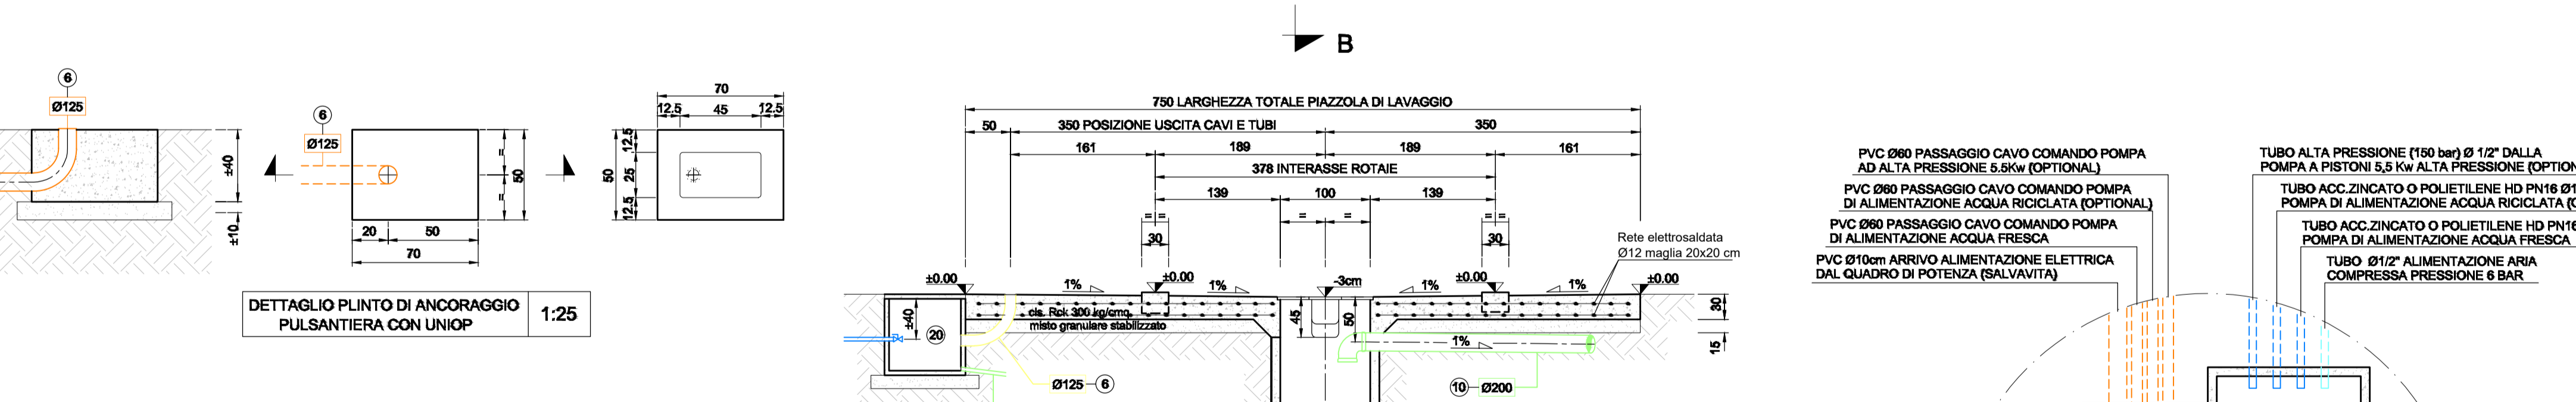 6
Ø125
±40
±10
6
Ø125
=
=
50
20
50
70
DETTAGLIO PLINTO DI ANCORAGGIO
PULSANTIERA CON UNIOP
1:25
70
12.5
45
12.5
50
12.5
25
12.5
B
750 LARGHEZZA TOTALE PIAZZOLA DI LAVAGGIO
50
350 POSIZIONE USCITA CAVI E TUBI
350
161
189
189
161
378 INTERASSE ROTAIE
139
100
139
= =
=
=
= =
30
30
Rete elettrosaldata
Ø12 maglia 20x20 cm
±0.00
1%
±0.00
1%
-3cm
1%
±0.00
1%
±0.00
±40
cls. Rck 300 kg/cmq.
misto granulare stabilizzato
45
50
30
15
20
1%
Ø125
6
10
Ø200
PVC Ø60 PASSAGGIO CAVO COMANDO POMPA
AD ALTA PRESSIONE 5.5Kw (OPTIONAL)
PVC Ø60 PASSAGGIO CAVO COMANDO POMPA
DI ALIMENTAZIONE ACQUA RICICLATA (OPTIONAL)
PVC Ø60 PASSAGGIO CAVO COMANDO POMPA
DI ALIMENTAZIONE ACQUA FRESCA
PVC Ø10cm ARRIVO ALIMENTAZIONE ELETTRICA
DAL QUADRO DI POTENZA (SALVAVITA)
TUBO ALTA PRESSIONE (150 bar) Ø 1/2" DALLA
POMPA A PISTONI 5,5 Kw ALTA PRESSIONE (OPTION
TUBO ACC.ZINCATO O POLIETILENE HD PN16 Ø1
POMPA DI ALIMENTAZIONE ACQUA RICICLATA (O
TUBO ACC.ZINCATO O POLIETILENE HD PN16
POMPA DI ALIMENTAZIONE ACQUA FRESCA
TUBO Ø1/2" ALIMENTAZIONE ARIA
COMPRESSA PRESSIONE 6 BAR